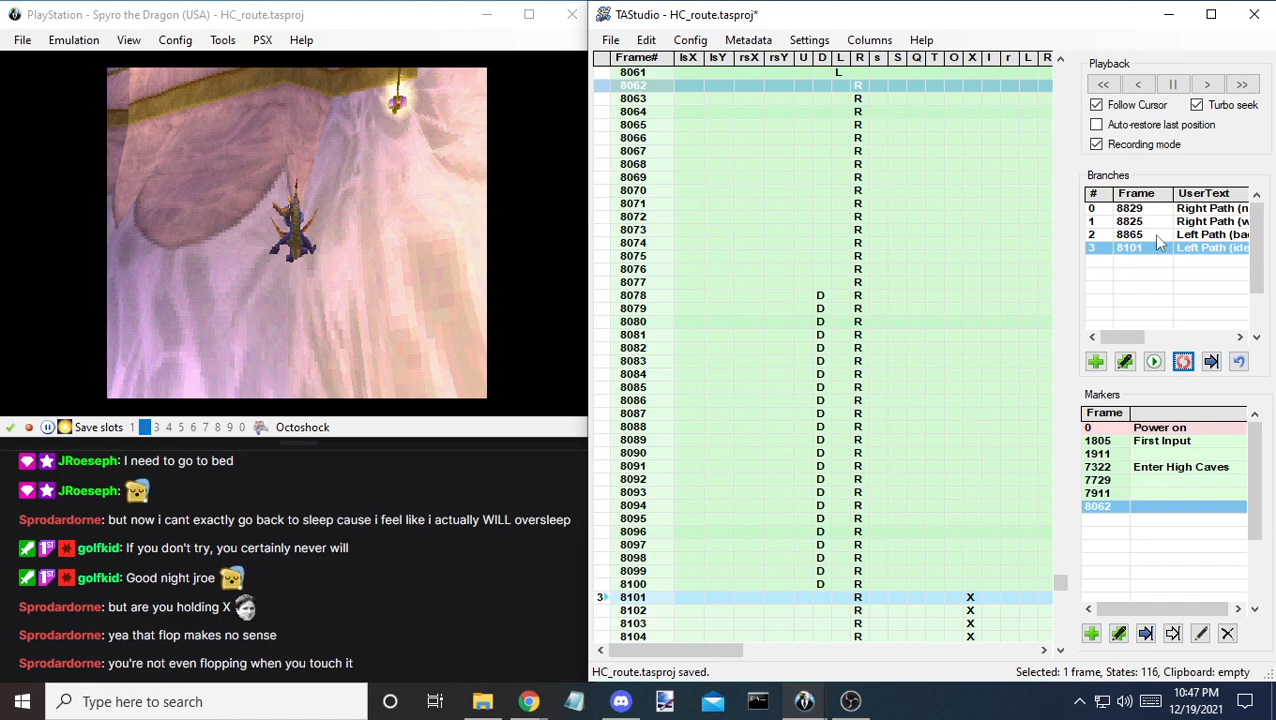 PlayStation - Spyro the Dragon (USA) - HC_route.tasproj
File Emulation View Config Tools PSX Help
Save slots 1 2 3 4 5 6 7 8 9 0 Octoshock
JRoeseph: I need to go to bed
JRoeseph:
Sprodardorne: but now i cant exactly go back to sleep cause i feel like i actually WILL oversleep
golfkid: If you don't try, you certainly never will
golfkid: Good night jroe
Sprodardorne: but are you holding X
Sprodardorne: yea that flop makes no sense
Sprodardorne: you're not even flopping when you touch it
TAStudio - HC_route.tasproj*
File Edit Config Metadata Settings Columns Help
Frame# lsX lsY rsX rsY U D L R s S Q T O X l r L R
8061 L
8062 R
8063 R
8064 R
8065 R
8066 R
8067 R
8068 R
8069 R
8070 R
8071 R
8072 R
8073 R
8074 R
8075 R
8076 R
8077 R
8078 D R
8079 D R
8080 D R
8081 D R
8082 D R
8083 D R
8084 D R
8085 D R
8086 D R
8087 D R
8088 D R
8089 D R
8090 D R
8091 D R
8092 D R
8093 D R
8094 D R
8095 D R
8096 D R
8097 D R
8098 D R
8099 D R
8100 D R
3 8101 R X
8102 R X
8103 R X
8104 R X
HC_route.tasproj saved.
Selected: 1 frame, States: 116, Clipboard: empty
Playback
<< < || > >>
Follow Cursor Turbo seek
Auto-restore last position
Recording mode
Branches
# Frame UserText
0 8829 Right Path (n
1 8825 Right Path (w
2 8865 Left Path (bac
3 8101 Left Path (ide
Markers
Frame
0 Power on
1805 First Input
1911
7322 Enter High Caves
7729
7911
8062
Type here to search
10:47 PM
12/19/2021